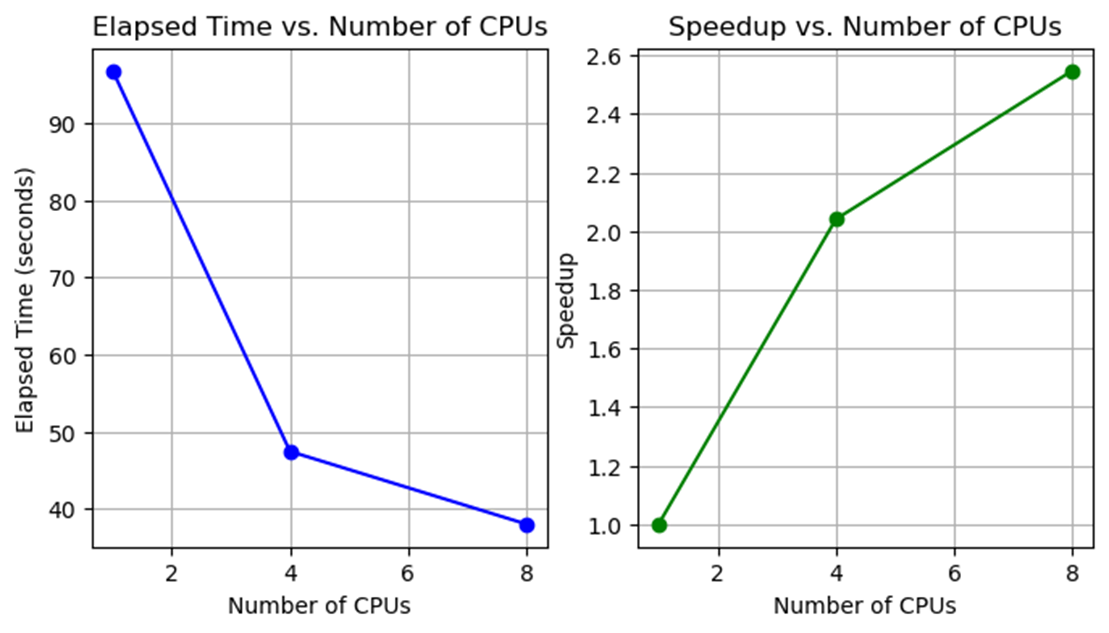 Elapsed Time vs. Number of CPUs
Elapsed Time (seconds)
90
80
70
60
50
40
2 4 6 8
Number of CPUs
Speedup vs. Number of CPUs
Speedup
2.6
2.4
2.2
2.0
1.8
1.6
1.4
1.2
1.0
2 4 6 8
Number of CPUs